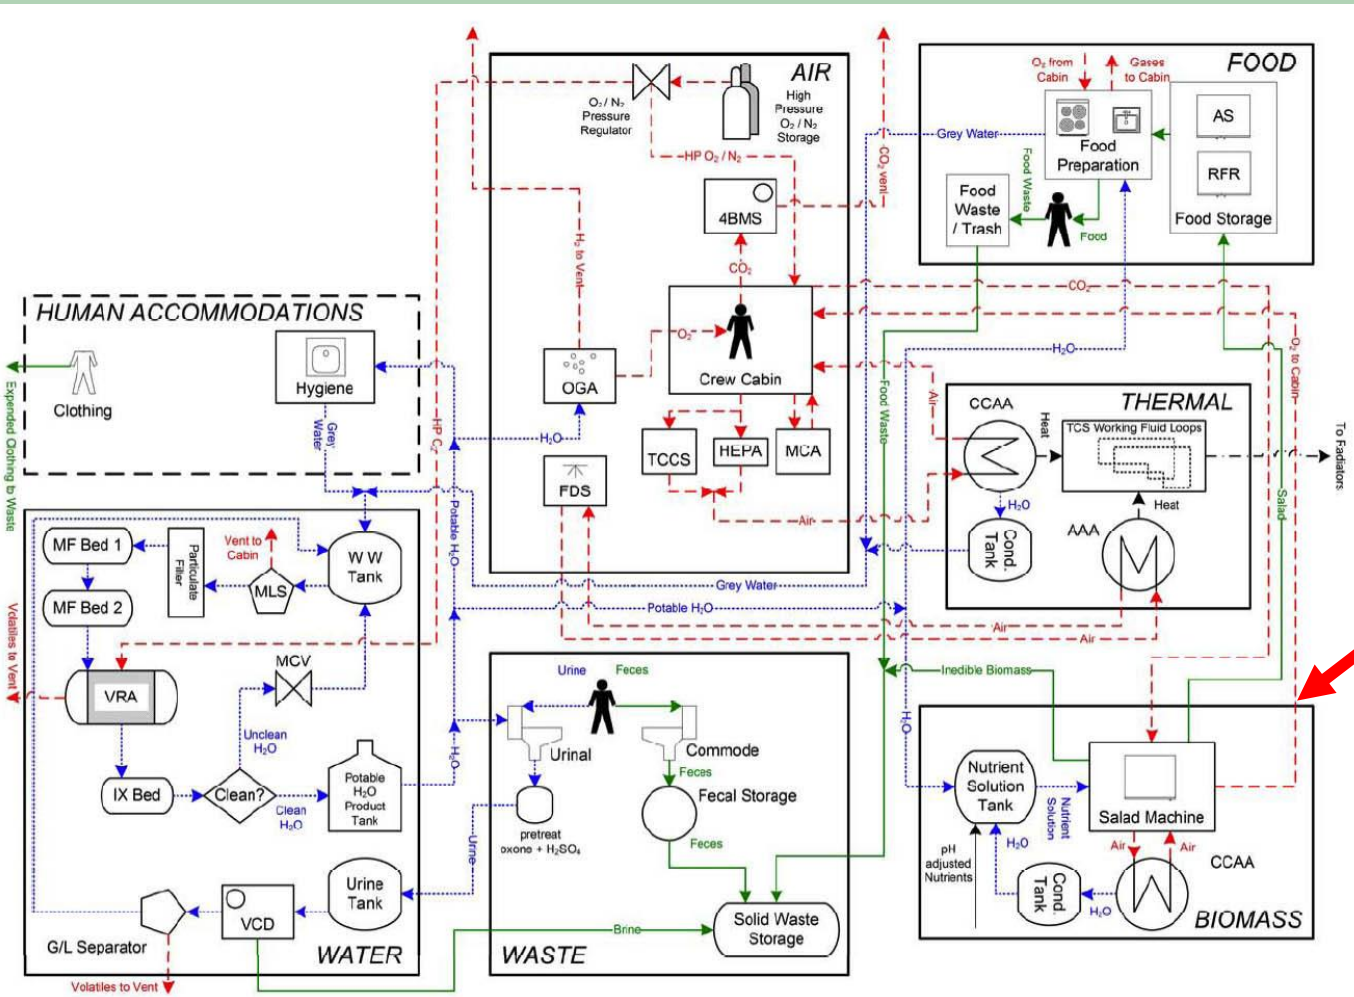 AIR
O₂ / N₂
Pressure
Regulator
High
Pressure
O₂ / N₂
Storage
HP O₂ / N₂
4BMS
CO₂ vent
H₂ to Vent
CO₂
O₂
OGA
Crew Cabin
H₂O
TCCS
HEPA
MCA
FDS
Air
FOOD
O₂ from
Cabin
Gases
to Cabin
Grey Water
Food
Preparation
AS
RFR
Food Storage
Food Waste
Food
Waste
/ Trash
Food
CO₂
H₂O
O₂ to Cabin
Food Waste
HUMAN ACCOMMODATIONS
Clothing
Hygiene
Grey
Water
Expended Clothing to Waste
Potable H₂O
THERMAL
CCAA
Heat
TCS Working Fluid Loops
To Radiators
Air
H₂O
Cond.
Tank
Heat
AAA
Salad
Grey Water
Potable H₂O
Air
Air
MF Bed 1
MF Bed 2
Particulate
Filter
Vent to
Cabin
MLS
W W
Tank
Volatiles to Vent
VRA
MCV
Unclean
H₂O
IX Bed
Clean?
Clean
H₂O
Potable
H₂O
Product
Tank
H₂O
Urine
Tank
VCD
G/L Separator
WATER
Volatiles to Vent
Urine
Feces
Urinal
Commode
Feces
pretreat
oxone + H₂SO₄
Fecal Storage
Feces
Urine
Brine
Solid Waste
Storage
WASTE
Inedible Biomass
H₂O
Nutrient
Solution
Tank
Nutrient
Solution
Salad Machine
pH
adjusted
Nutrients
H₂O
Air
Air
CCAA
Cond.
Tank
H₂O
BIOMASS